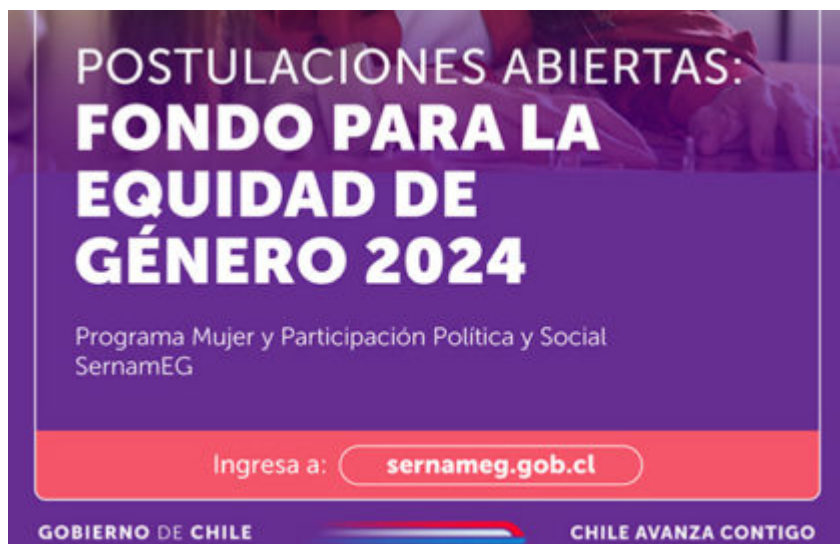 POSTULACIONES ABIERTAS:
FONDO PARA LA
EQUIDAD DE
GÉNERO 2024
Programa Mujer y Participación Política y Social
SernamEG
Ingresa a: sernameg.gob.cl
GOBIERNO DE CHILE CHILE AVANZA CONTIGO